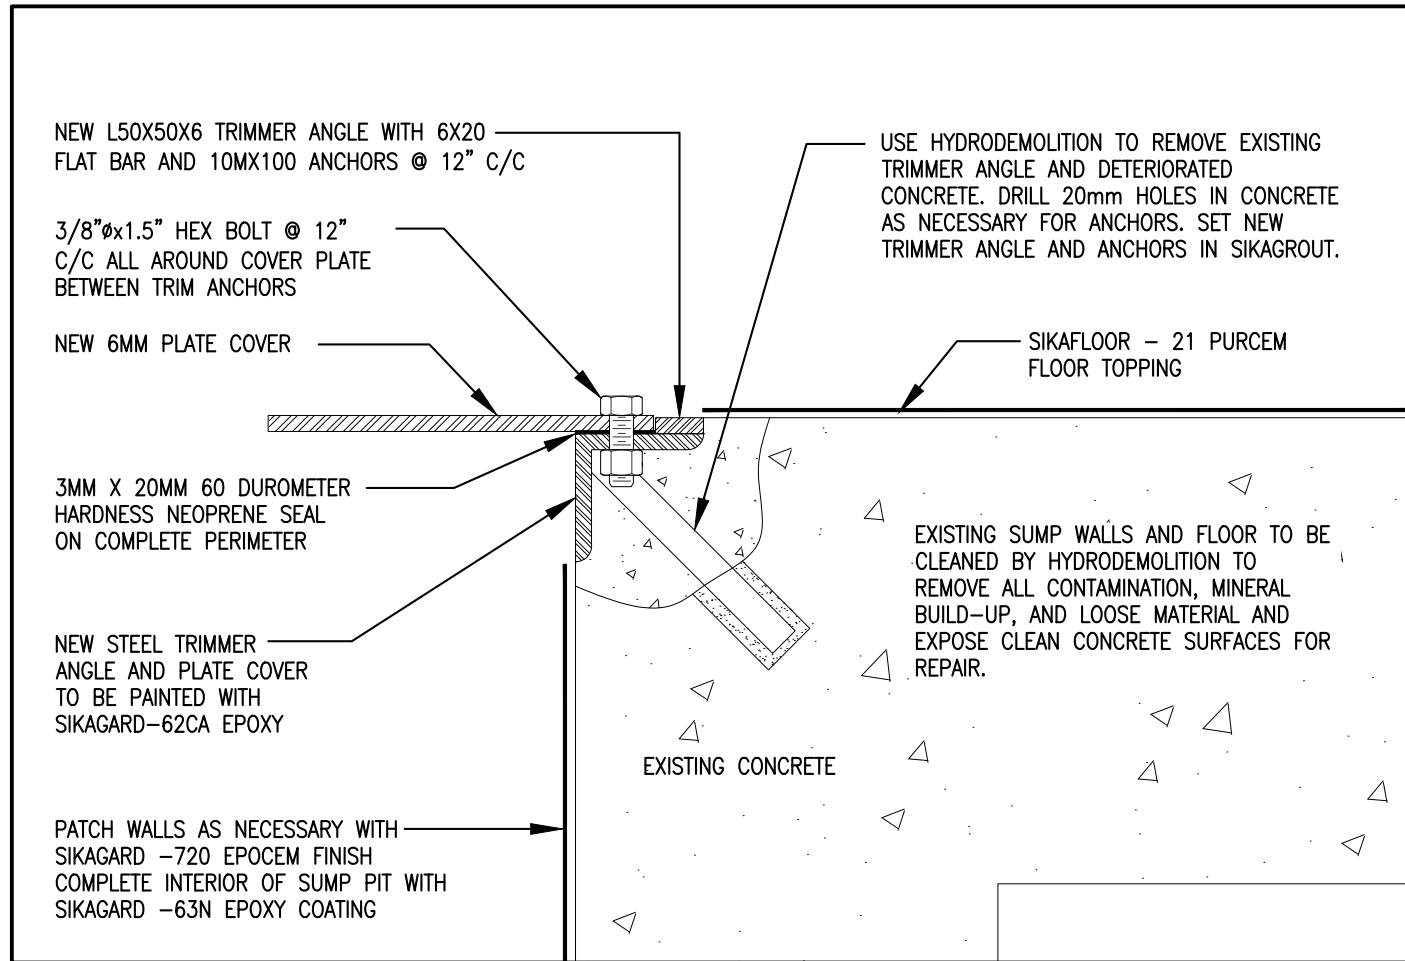 NEW L50X50X6 TRIMMER ANGLE WITH 6X20
FLAT BAR AND 10MX100 ANCHORS @ 12" C/C
3/8"øx1.5" HEX BOLT @ 12"
C/C ALL AROUND COVER PLATE
BETWEEN TRIM ANCHORS
NEW 6MM PLATE COVER
3MM X 20MM 60 DUROMETER
HARDNESS NEOPRENE SEAL
ON COMPLETE PERIMETER
NEW STEEL TRIMMER
ANGLE AND PLATE COVER
TO BE PAINTED WITH
SIKAGARD-62CA EPOXY
PATCH WALLS AS NECESSARY WITH
SIKAGARD -720 EPOCEM FINISH
COMPLETE INTERIOR OF SUMP PIT WITH
SIKAGARD -63N EPOXY COATING
USE HYDRODEMOLITION TO REMOVE EXISTING
TRIMMER ANGLE AND DETERIORATED
CONCRETE. DRILL 20mm HOLES IN CONCRETE
AS NECESSARY FOR ANCHORS. SET NEW
TRIMMER ANGLE AND ANCHORS IN SIKAGROUT.
SIKAFLOOR - 21 PURCEM
FLOOR TOPPING
EXISTING SUMP WALLS AND FLOOR TO BE
CLEANED BY HYDRODEMOLITION TO
REMOVE ALL CONTAMINATION, MINERAL
BUILD-UP, AND LOOSE MATERIAL AND
EXPOSE CLEAN CONCRETE SURFACES FOR
REPAIR.
EXISTING CONCRETE